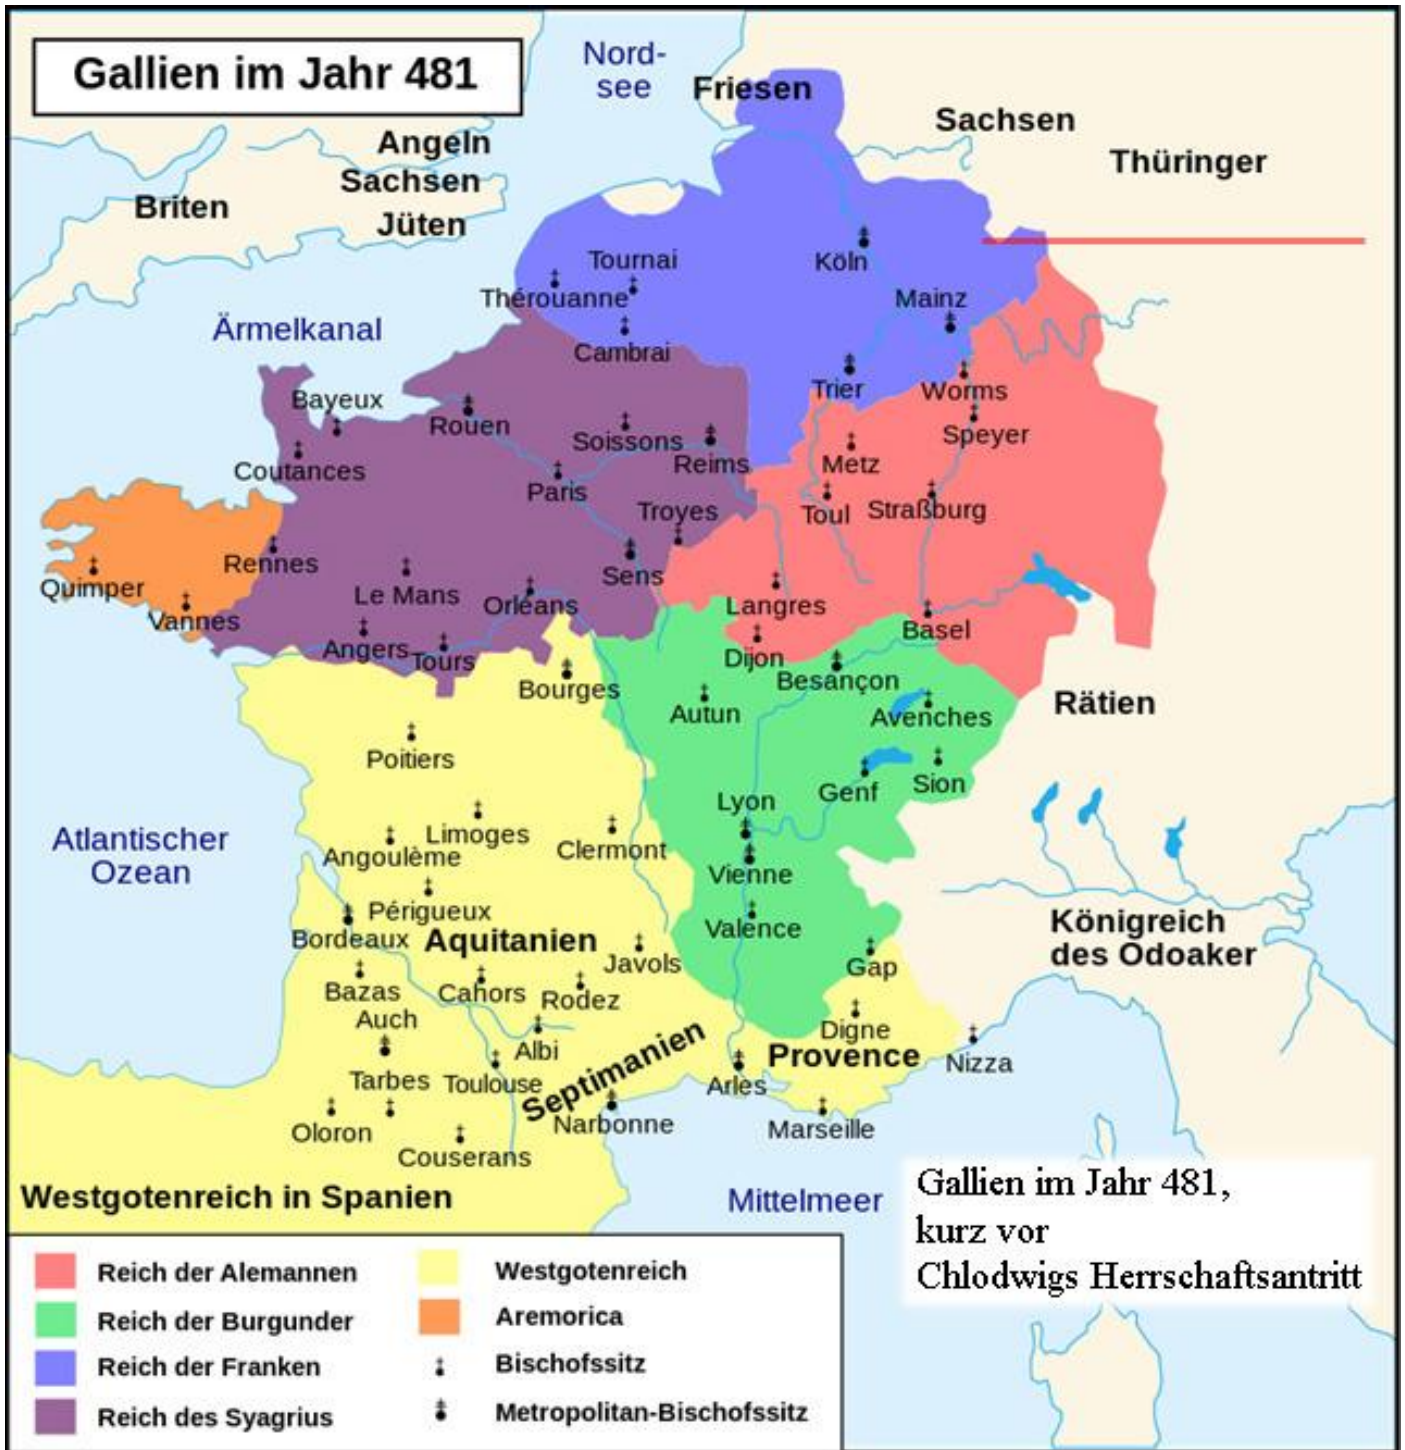 Gallien im Jahr 481
Nord-
see
Friesen
Sachsen
Thüringer
Angeln
Sachsen
Jüten
Briten
Köln
Tournai
Thérouanne
Mainz
Ärmelkanal
Cambrai
Trier
Worms
Bayeux
Rouen
Soissons
Reims
Speyer
Coutances
Metz
Paris
Troyes
Toul
Straßburg
Rennes
Quimper
Le Mans
Orléans
Sens
Langres
Vannes
Angers
Tours
Dijon
Basel
Bourges
Besançon
Autun
Avenches
Rätien
Poitiers
Genf
Sion
Lyon
Atlantischer
Ozean
Limoges
Angoulème
Clermont
Vienne
Périgueux
Bordeaux
Aquitanien
Valence
Königreich
des Odoaker
Javols
Gap
Bazas
Cahors
Rodez
Auch
Albi
Digne
Septimanien
Provence
Nizza
Tarbes
Toulouse
Arles
Oloron
Narbonne
Marseille
Couserans
Westgotenreich in Spanien
Mittelmeer
Gallien im Jahr 481,
kurz vor
Chlodwigs Herrschaftsantritt
Reich der Alemannen
Reich der Burgunder
Reich der Franken
Reich des Syagrius
Westgotenreich
Aremorica
Bischofssitz
Metropolitan-Bischofssitz